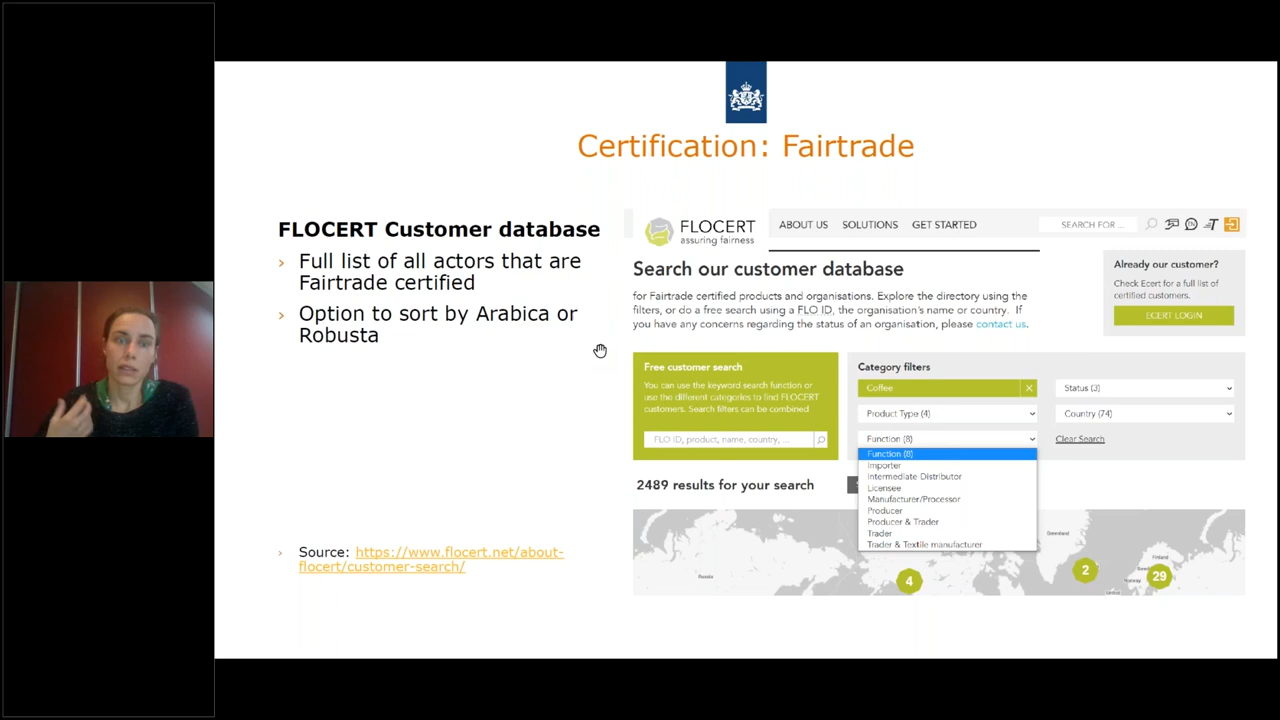 Certification: Fairtrade
FLOCERT Customer database
› Full list of all actors that are
Fairtrade certified
› Option to sort by Arabica or
Robusta
› Source: https://www.flocert.net/about-
flocert/customer-search/
FLOCERT
assuring fairness
ABOUT US SOLUTIONS GET STARTED
SEARCH FOR ...
Search our customer database
for Fairtrade certified products and organisations. Explore the directory using the
filters, or do a free search using a FLO ID, the organisation's name or country. If
you have any concerns regarding the status of an organisation, please contact us.
Already our customer?
Check Ecert for a full list of
certified customers.
ECERT LOGIN
Free customer search
You can use the keyword search function or
use the different categories to find FLOCERT
customers. Search filters can be combined
FLO ID, product, name, country, ...
Category filters
Coffee
Status (3)
Product Type (4)
Country (74)
Function (8)
Clear Search
Function (8)
Importer
Intermediate Distributor
Licensee
Manufacturer/Processor
Producer
Producer & Trader
Trader
Trader & Textile manufacturer
2489 results for your search
Russia
Greenland
Finland
Norway
4
2
29